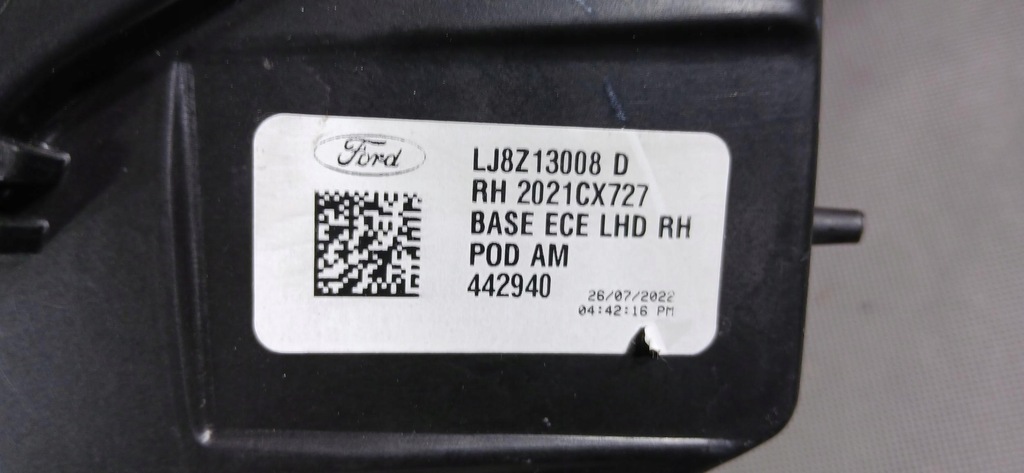 Ford
LJ8Z13008 D
RH 2021CX727
BASE ECE LHD RH
POD AM
442940
26/07/2022
04:42:16 PM